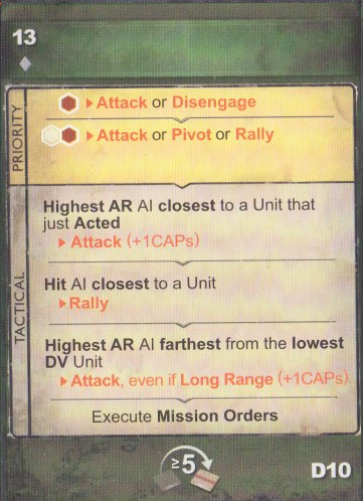 13
PRIORITY
▸ Attack or Disengage
▸ Attack or Pivot or Rally
TACTICAL
Highest AR AI closest to a Unit that
just Acted
▸ Attack (+1CAPs)
Hit AI closest to a Unit
▸ Rally
Highest AR AI farthest from the lowest
DV Unit
▸ Attack, even if Long Range (+1CAPs)
Execute Mission Orders
≥5
D10